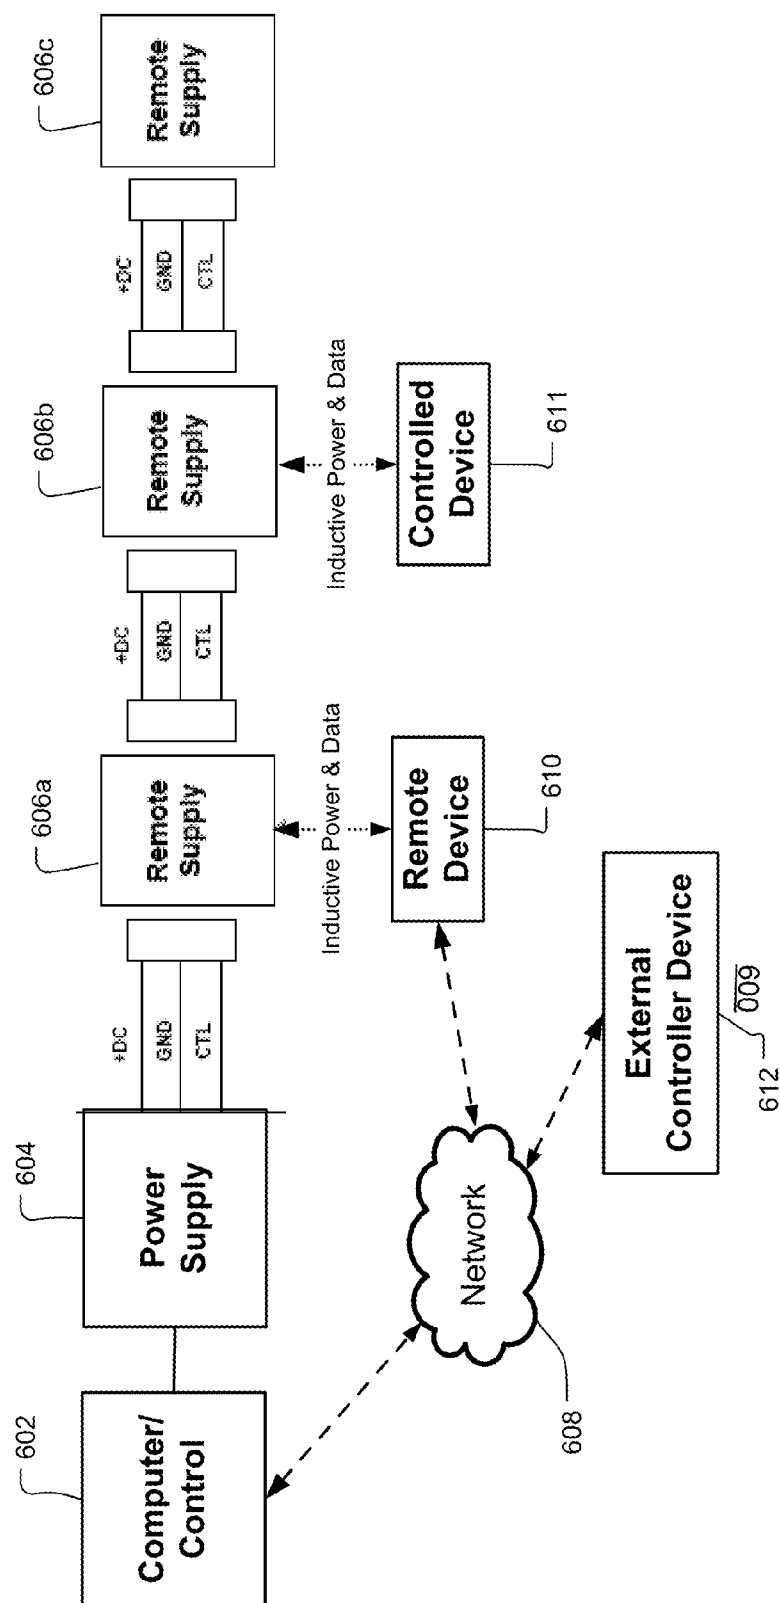 602
604
606a
606b
606c
Computer/
Control
Power
Supply
+DC
GND
CTL
Remote
Supply
+DC
GND
CTL
Remote
Supply
+DC
GND
CTL
Remote
Supply
Inductive Power & Data
Inductive Power & Data
Network
608
Remote
Device
610
Controlled
Device
611
External
Controller Device
612
600